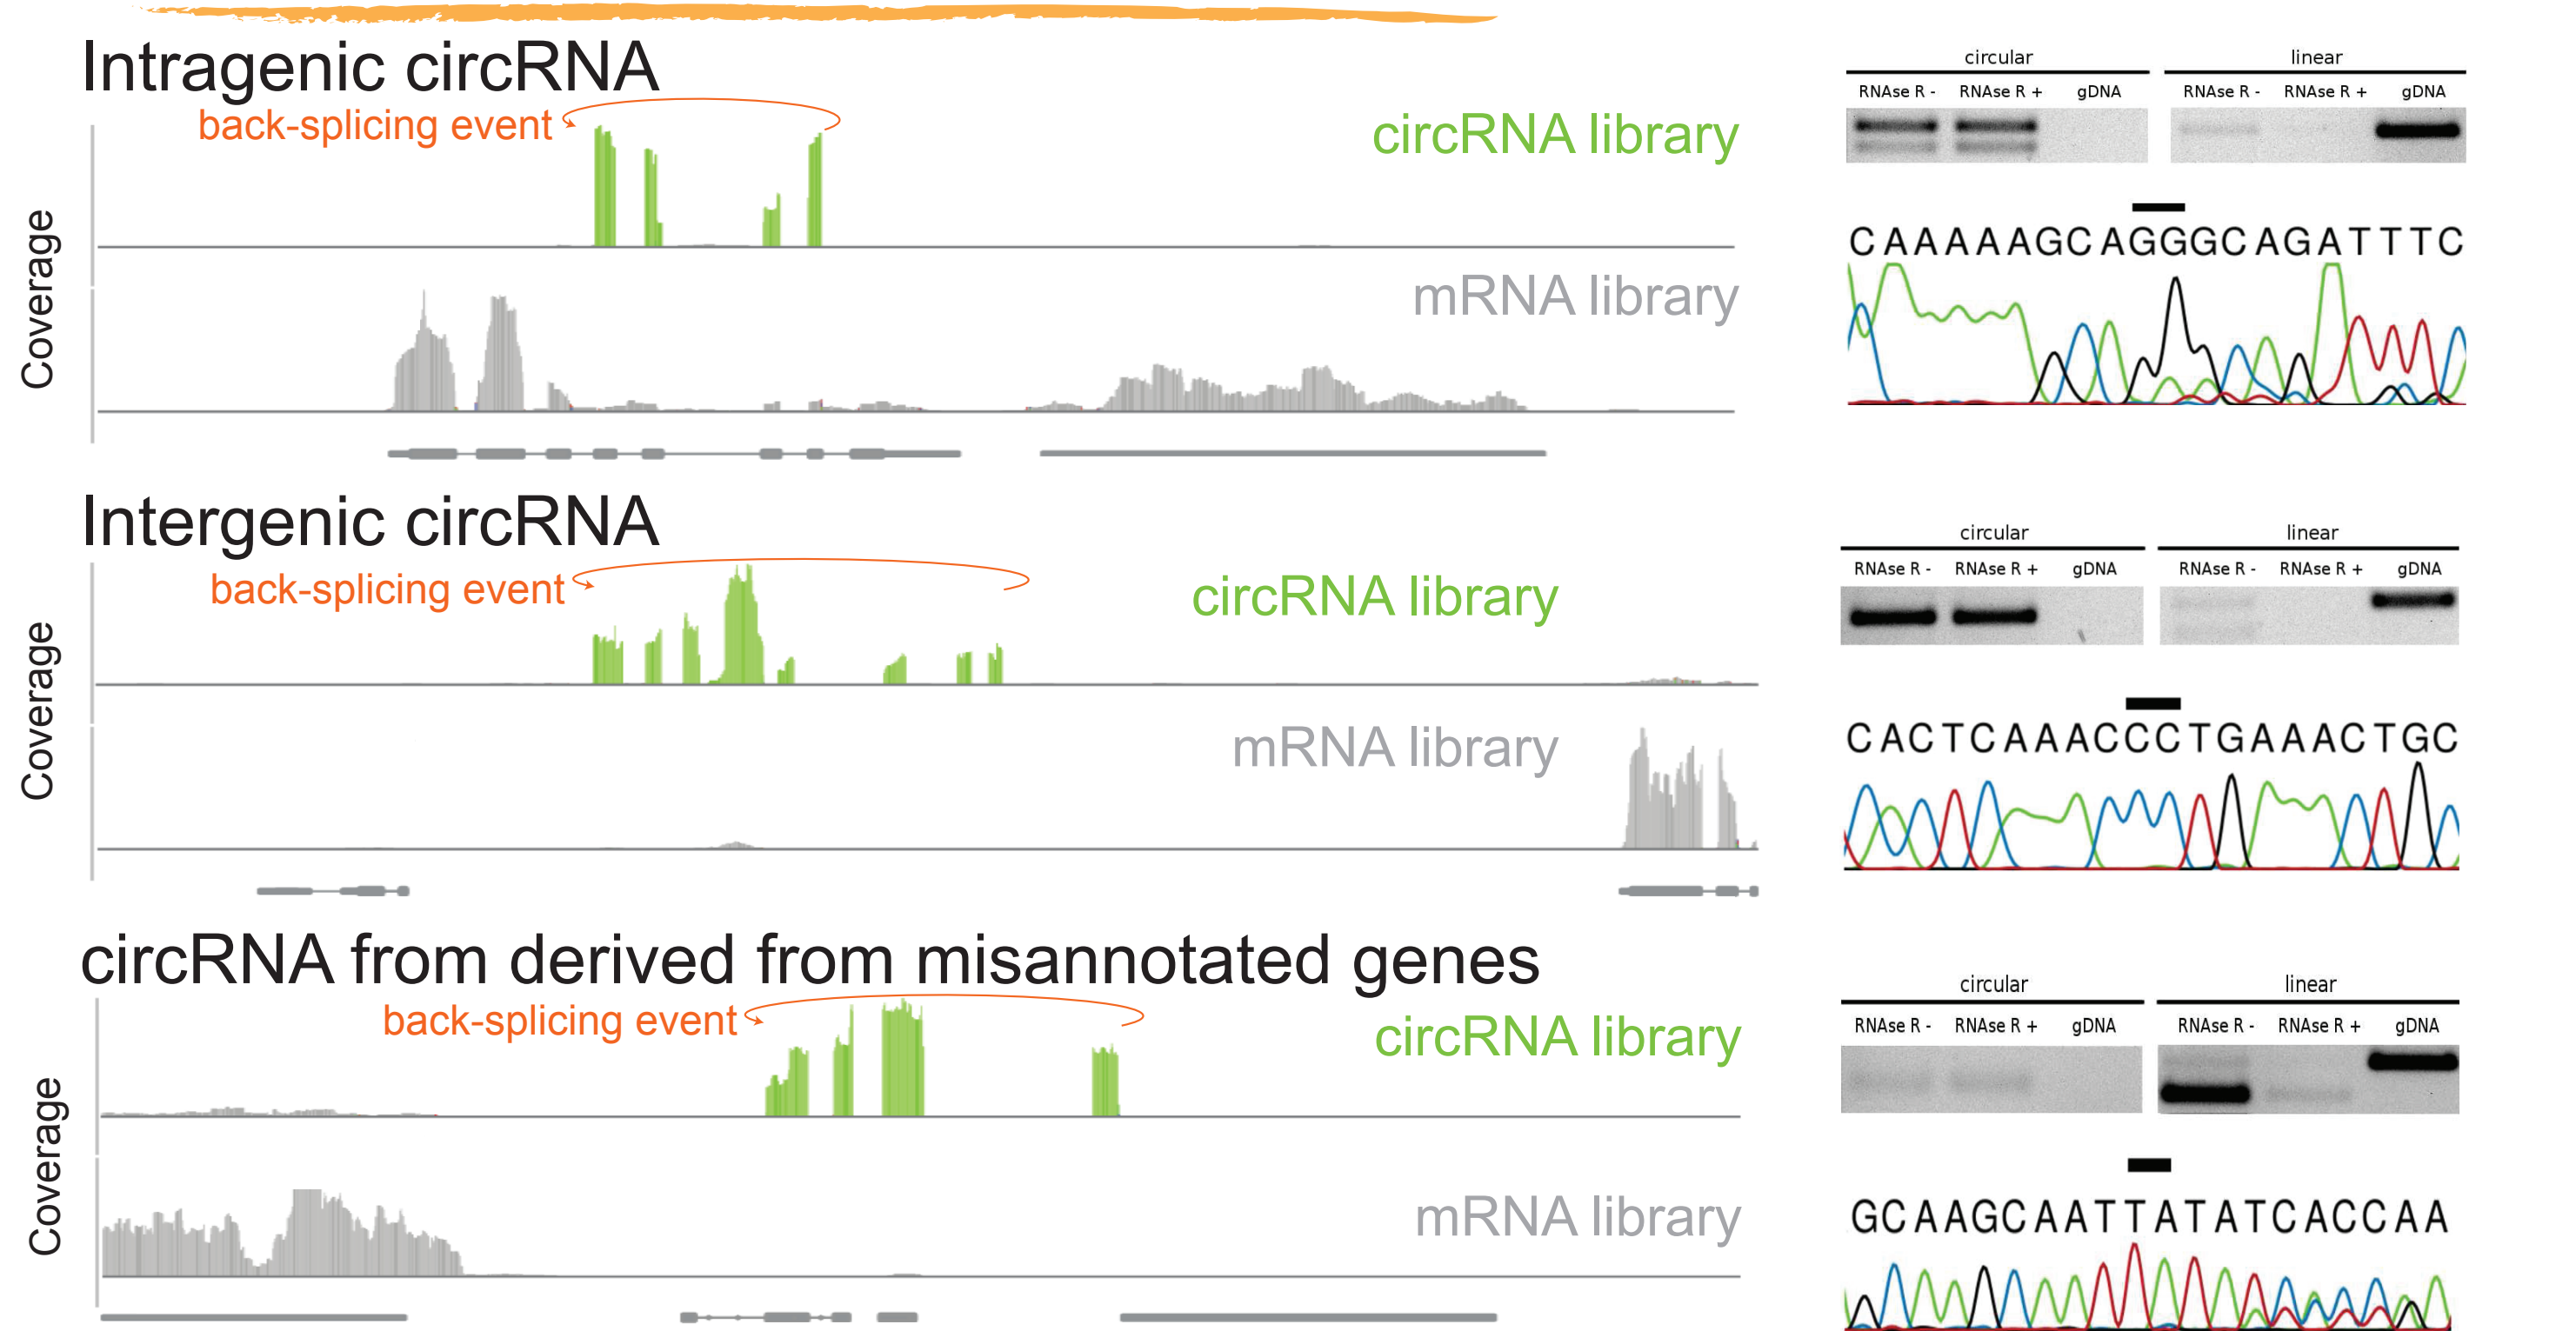 Intragenic circRNA
back-splicing event
circRNA library
mRNA library
Coverage
circular
linear
RNAse R -
RNAse R +
gDNA
RNAse R -
RNAse R +
gDNA
CAAAAAGCAGGGCAGATTTC
Intergenic circRNA
back-splicing event
circRNA library
mRNA library
Coverage
circular
linear
RNAse R -
RNAse R +
gDNA
RNAse R -
RNAse R +
gDNA
CACTCAAACCCTGAAACTGC
circRNA from derived from misannotated genes
back-splicing event
circRNA library
mRNA library
Coverage
circular
linear
RNAse R -
RNAse R +
gDNA
RNAse R -
RNAse R +
gDNA
GCAAGCAATTATATCACCAA